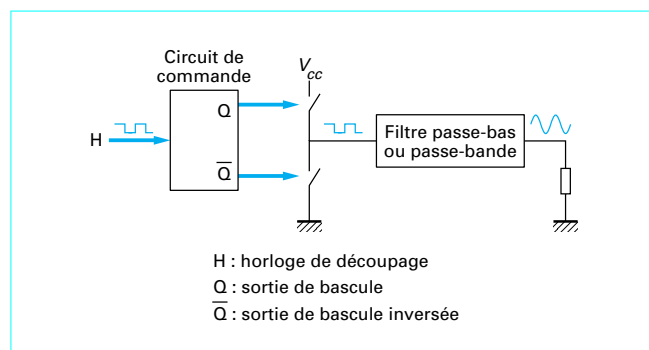 Circuit de
commande
V_cc
Q
H
Filtre passe-bas
ou passe-bande
Q̅
H : horloge de découpage
Q : sortie de bascule
Q̅ : sortie de bascule inversée